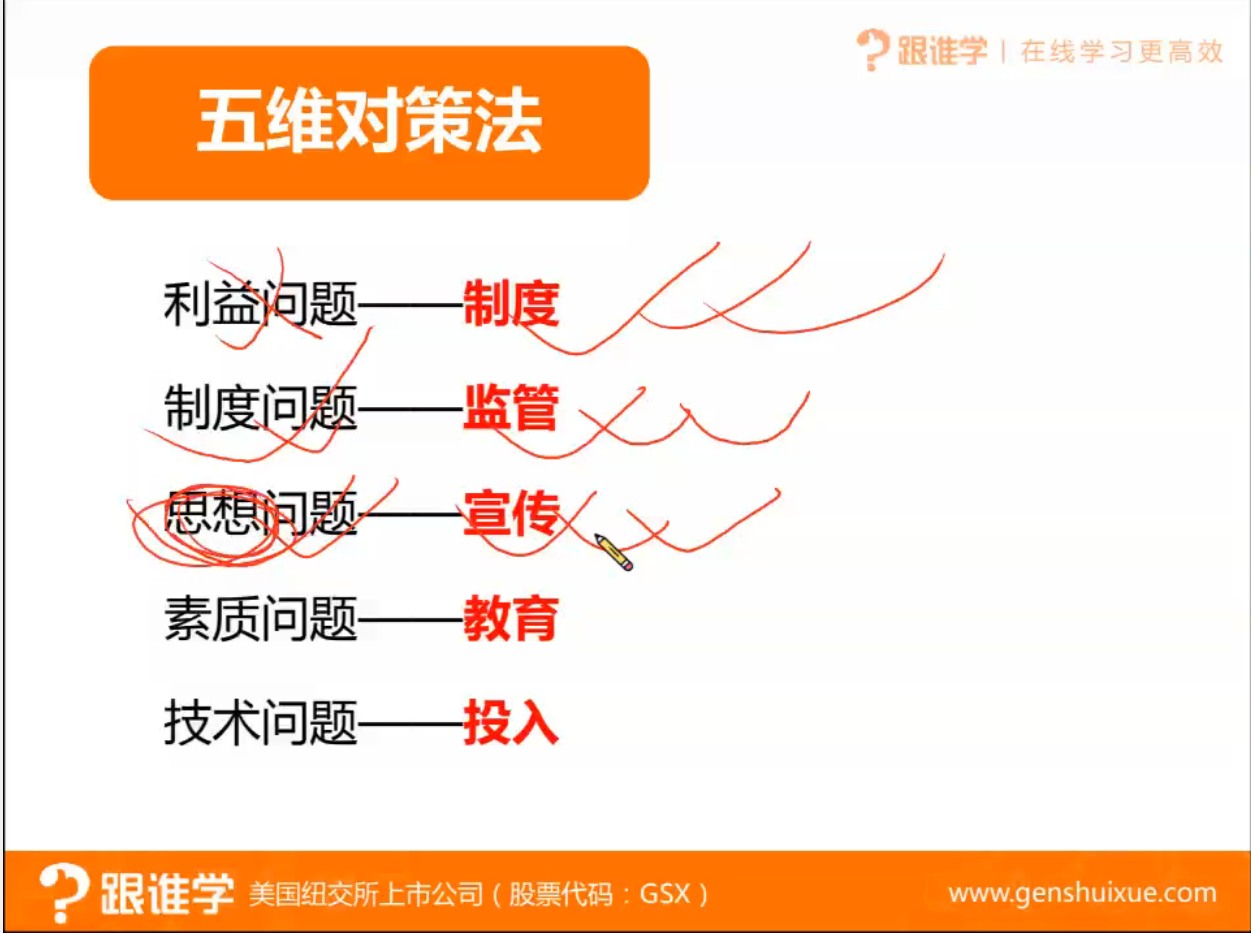 跟谁学 | 在线学习更高效
五维对策法
利益问题——制度
制度问题——监管
思想问题——宣传
素质问题——教育
技术问题——投入
跟谁学 美国纽交所上市公司（股票代码：GSX） www.genshuixue.com